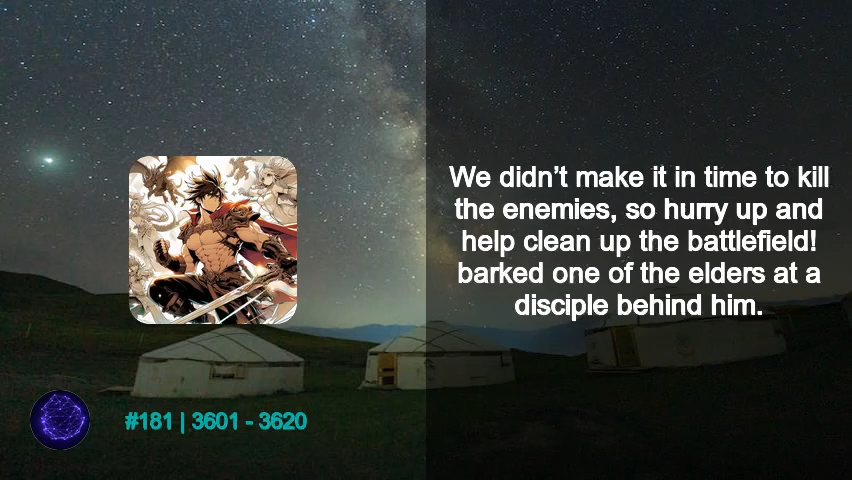 We didn’t make it in time to kill
the enemies, so hurry up and
help clean up the battlefield!
barked one of the elders at a
disciple behind him.
#181 | 3601 - 3620